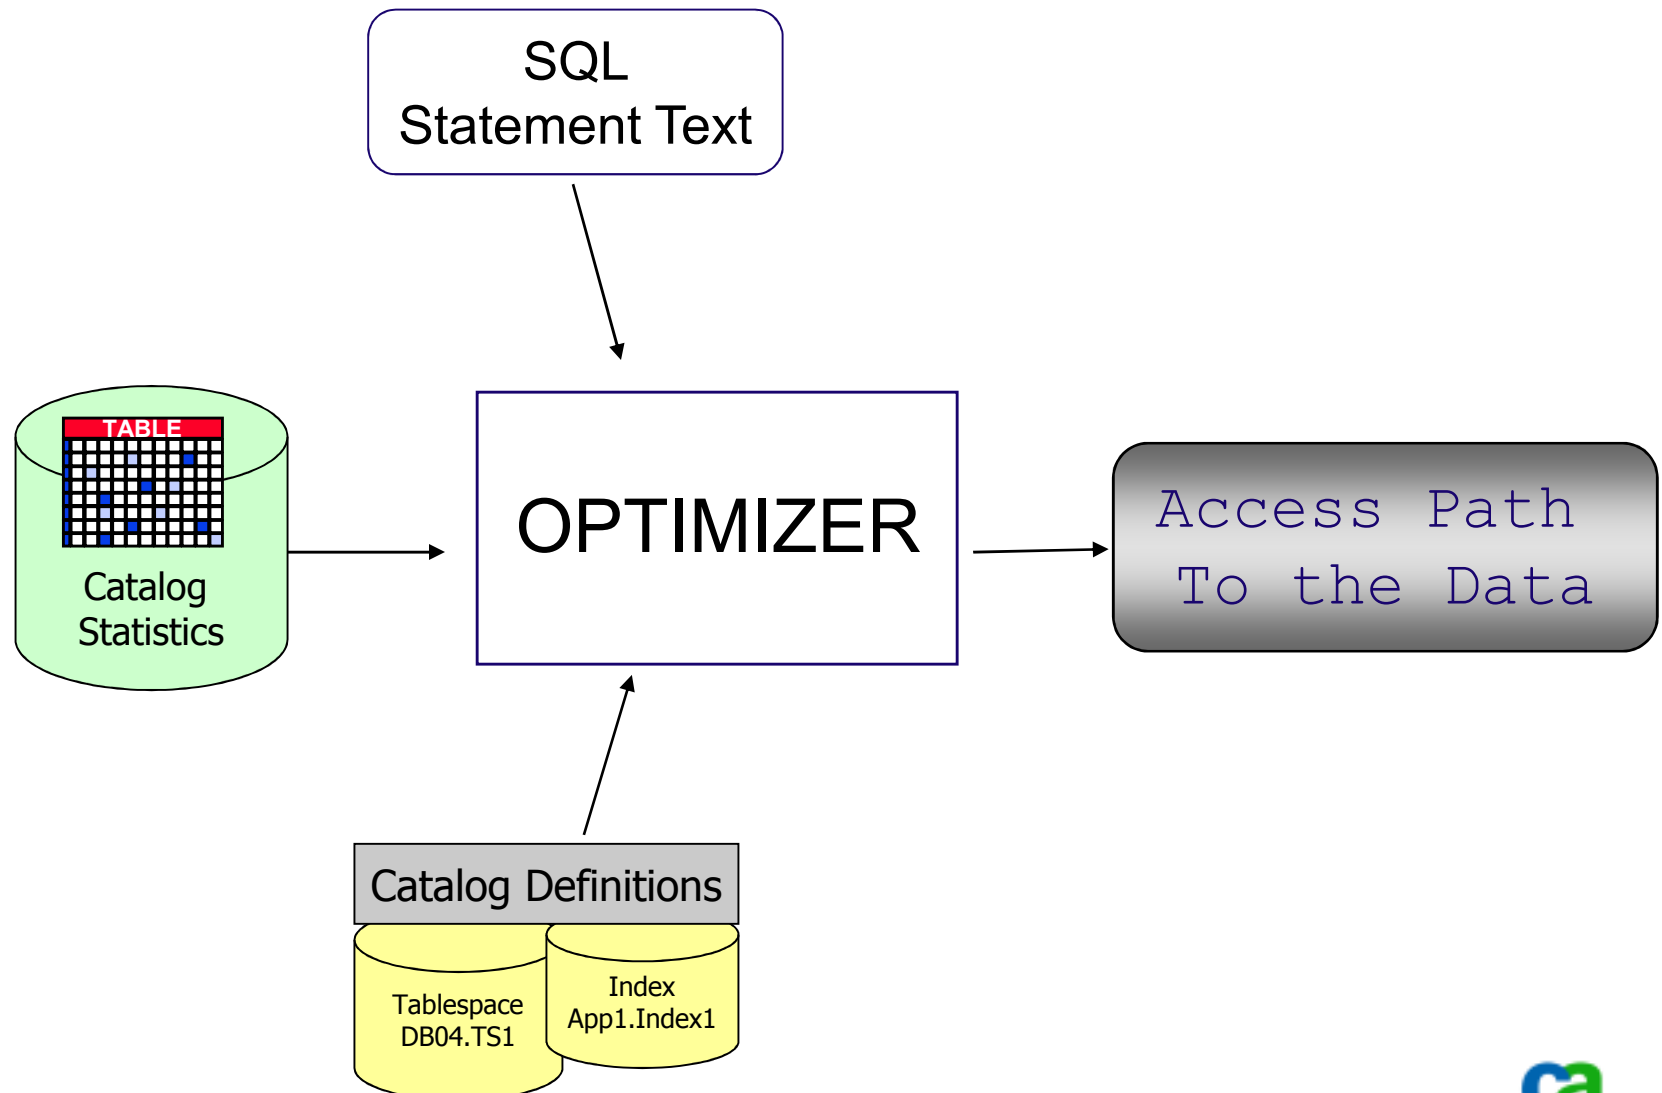 SQL
Statement Text
TABLE
Catalog
Statistics
OPTIMIZER
Access Path
To the Data
Catalog Definitions
Tablespace
DB04.TS1
Index
App1.Index1
ca